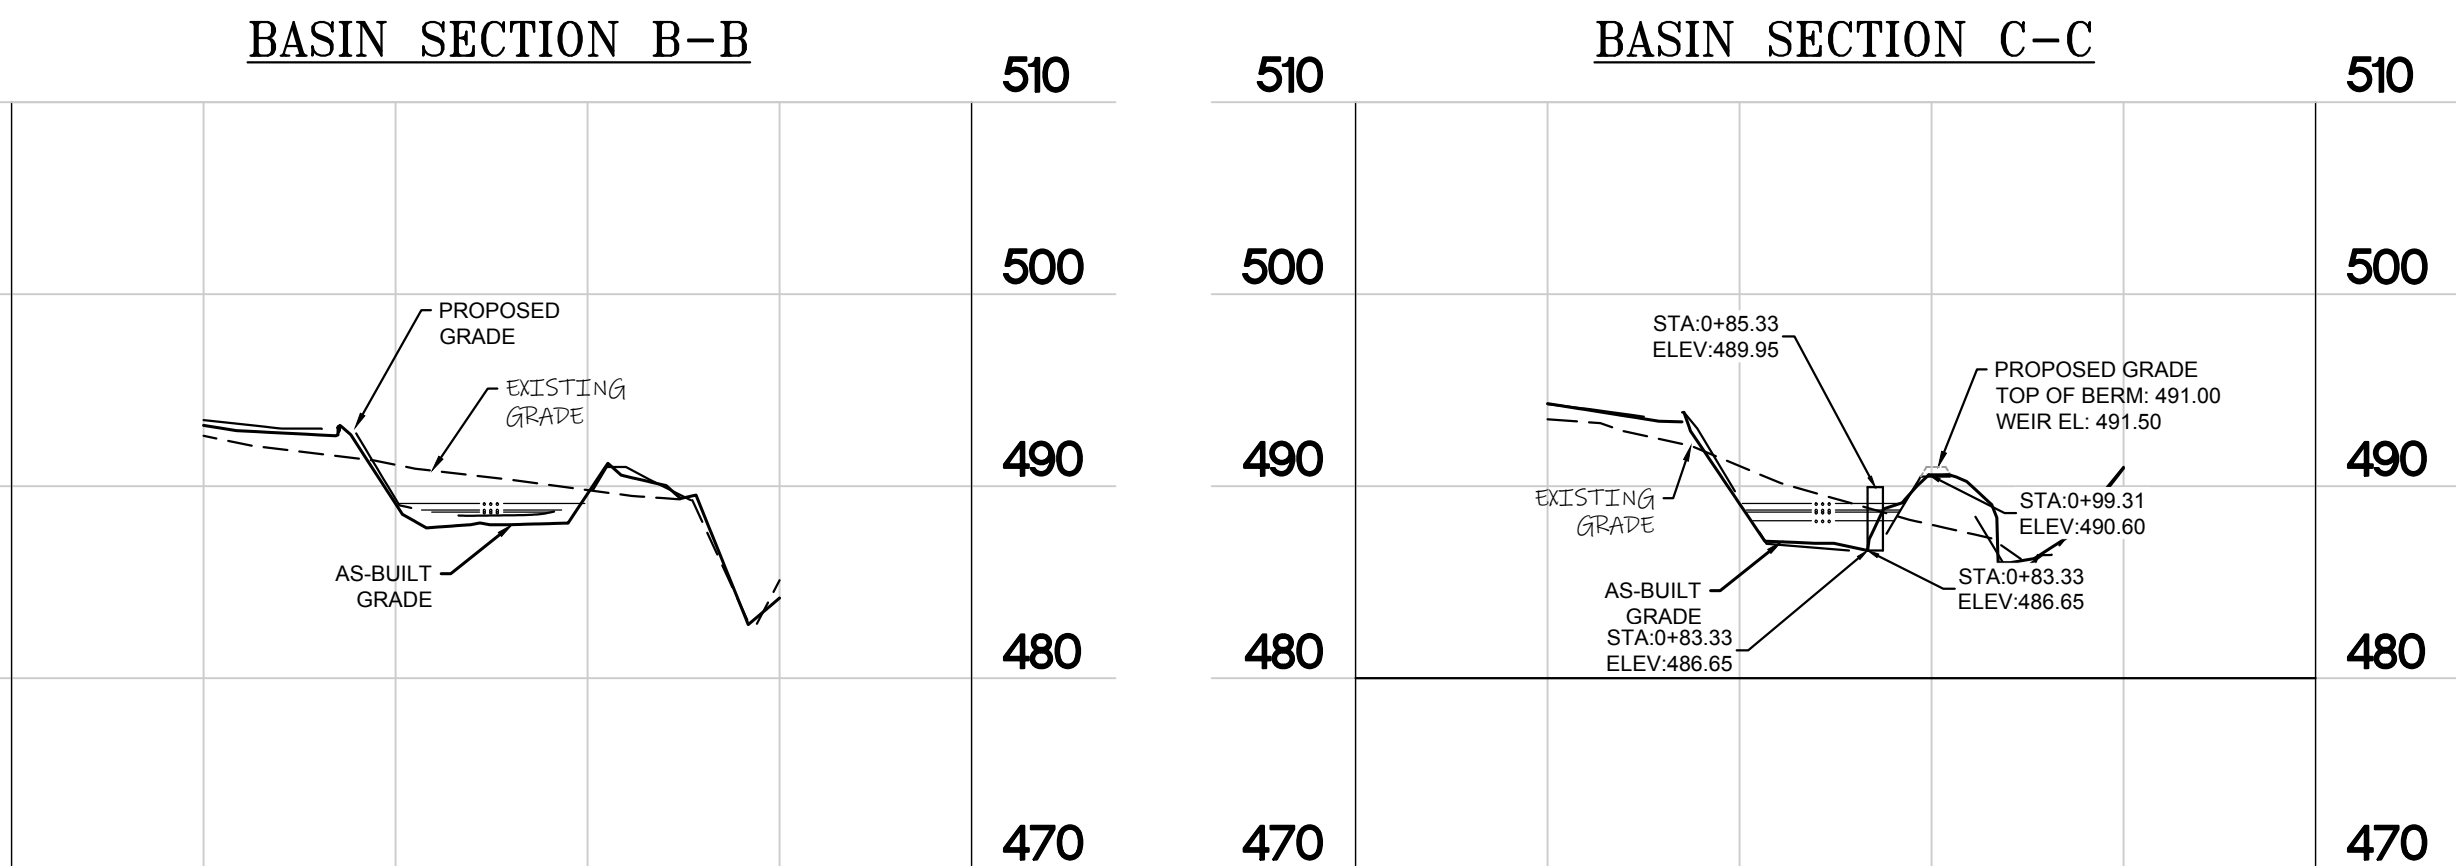 BASIN SECTION B-B
510
500
490
480
470
PROPOSED
GRADE
EXISTING
GRADE
AS-BUILT
GRADE
BASIN SECTION C-C
510
500
490
480
470
510
500
490
480
470
STA:0+85.33
ELEV:489.95
PROPOSED GRADE
TOP OF BERM: 491.00
WEIR EL: 491.50
EXISTING
GRADE
STA:0+99.31
ELEV:490.60
AS-BUILT
GRADE
STA:0+83.33
ELEV:486.65
STA:0+83.33
ELEV:486.65